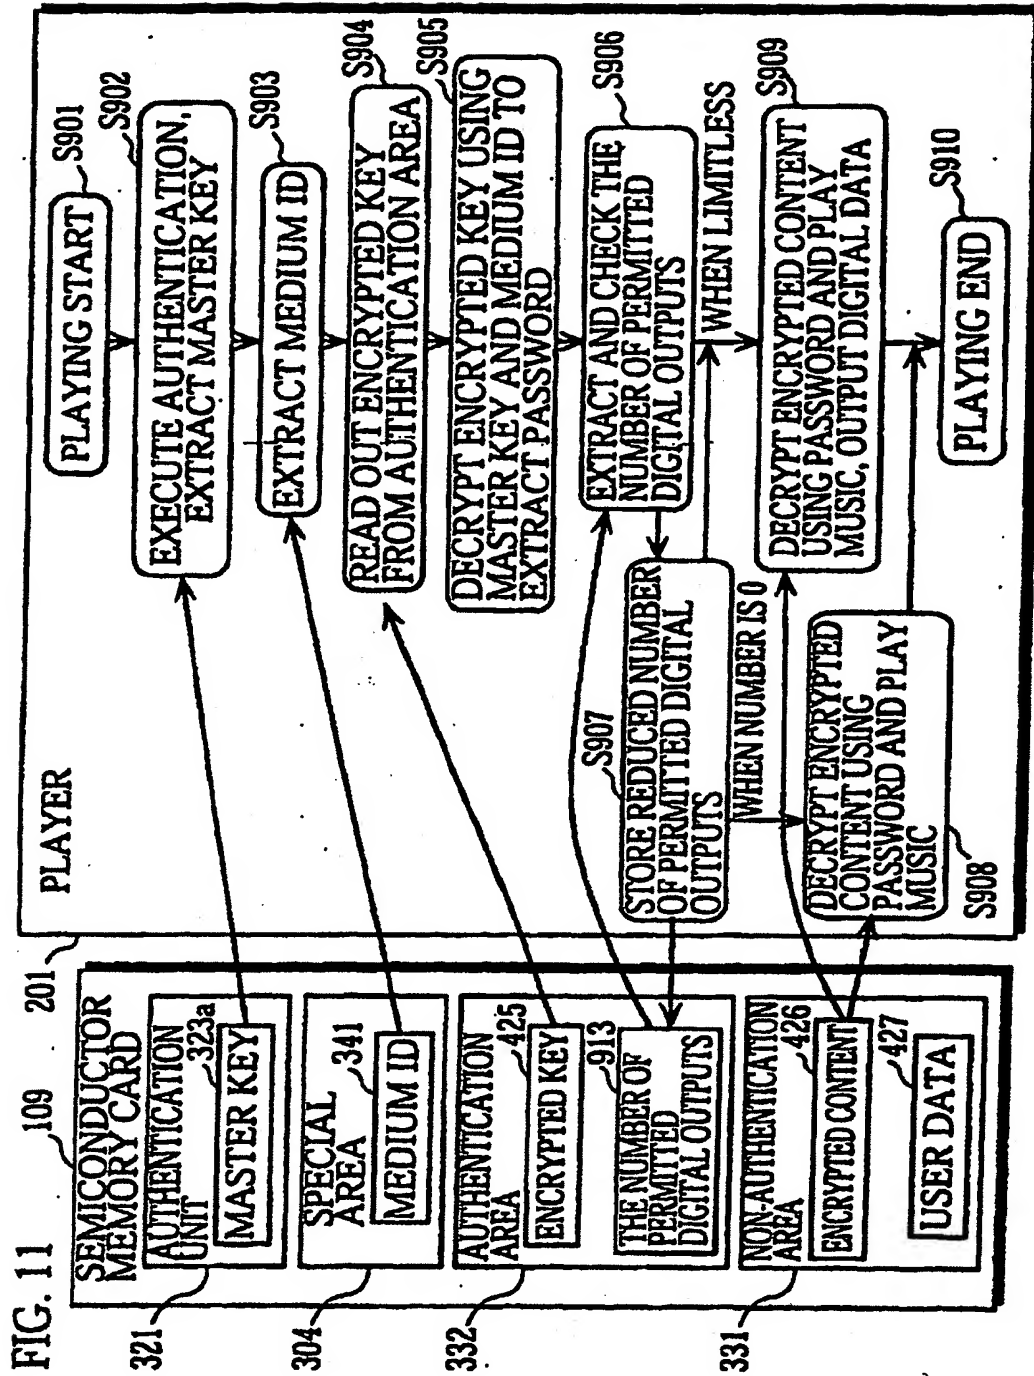 FIG. 11
109
SEMICONDUCTOR
MEMORY CARD
321
AUTHENTICATION
UNIT
323a
MASTER KEY
304
SPECIAL
AREA
341
MEDIUM ID
332
AUTHENTICATION
AREA
425
ENCRYPTED KEY
913
THE NUMBER OF
PERMITTED
DIGITAL OUTPUTS
331
NON-AUTHENTICATION
AREA
426
ENCRYPTED CONTENT
427
USER DATA
201
PLAYER
PLAYING START
S901
EXECUTE AUTHENTICATION,
EXTRACT MASTER KEY
S902
EXTRACT MEDIUM ID
S903
READ OUT ENCRYPTED KEY
FROM AUTHENTICATION AREA
S904
DECRYPT ENCRYPTED KEY USING
MASTER KEY AND MEDIUM ID TO
EXTRACT PASSWORD
S905
EXTRACT AND CHECK THE
NUMBER OF PERMITTED
DIGITAL OUTPUTS
S906
WHEN LIMITLESS
S907
STORE REDUCED NUMBER
OF PERMITTED DIGITAL
OUTPUTS
WHEN NUMBER IS 0
DECRYPT ENCRYPTED
CONTENT USING
PASSWORD AND PLAY
MUSIC
S908
DECRYPT ENCRYPTED CONTENT
USING PASSWORD AND PLAY
MUSIC, OUTPUT DIGITAL DATA
S909
PLAYING END
S910